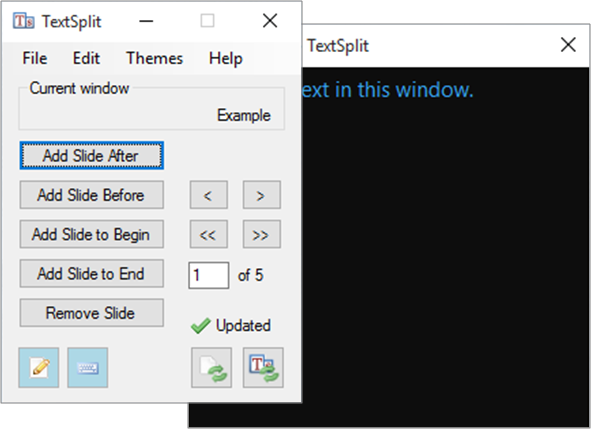 TextSplit
File Edit Themes Help
Current window
Example
Add Slide After
Add Slide Before < >
Add Slide to Begin << >>
Add Slide to End 1 of 5
Remove Slide
Updated
TextSplit
ext in this window.